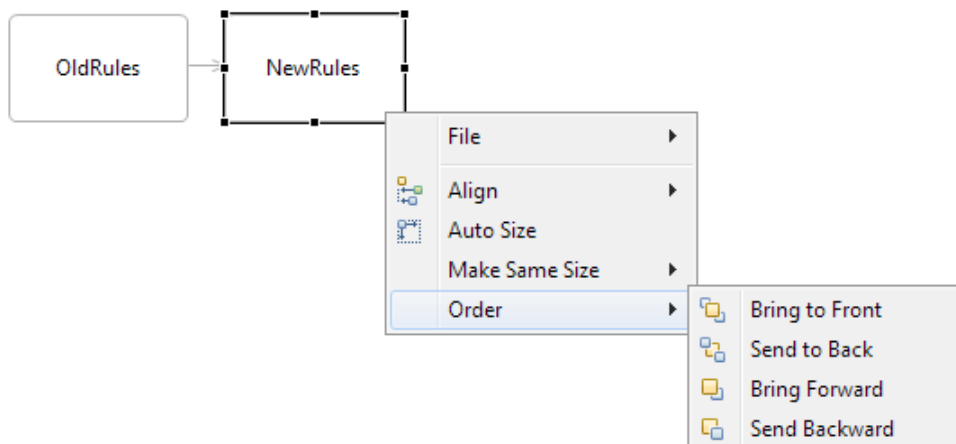 OldRules
NewRules
File
Align
Auto Size
Make Same Size
Order
Bring to Front
Send to Back
Bring Forward
Send Backward